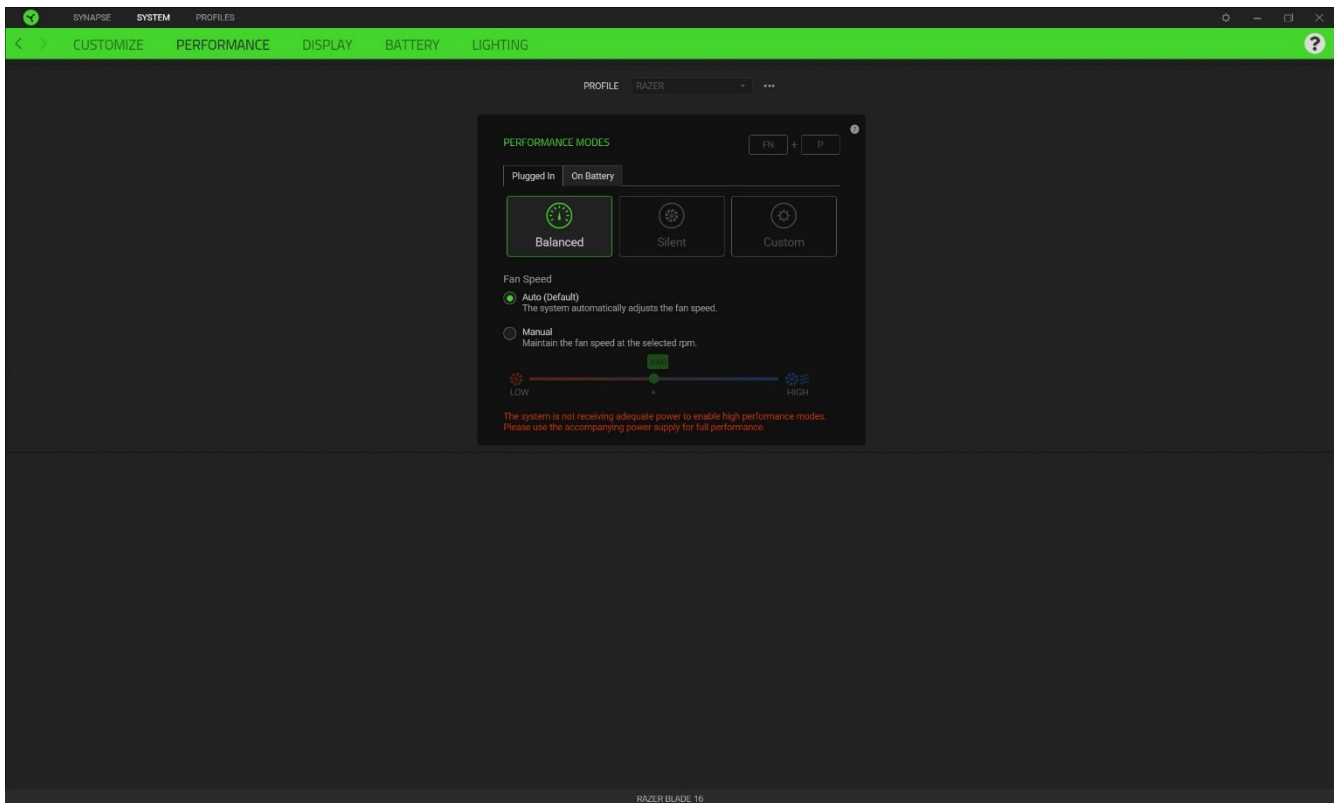 SYNAPSE SYSTEM PROFILES
CUSTOMIZE PERFORMANCE DISPLAY BATTERY LIGHTING
?
PROFILE RAZER
PERFORMANCE MODES
FN + P
?
Plugged In On Battery
Balanced Silent Custom
Fan Speed
Auto (Default)
The system automatically adjusts the fan speed.
Manual
Maintain the fan speed at the selected rpm.
LOW HIGH
The system is not receiving adequate power to enable high performance modes.
Please use the accompanying power supply for full performance.
RAZER BLADE 16